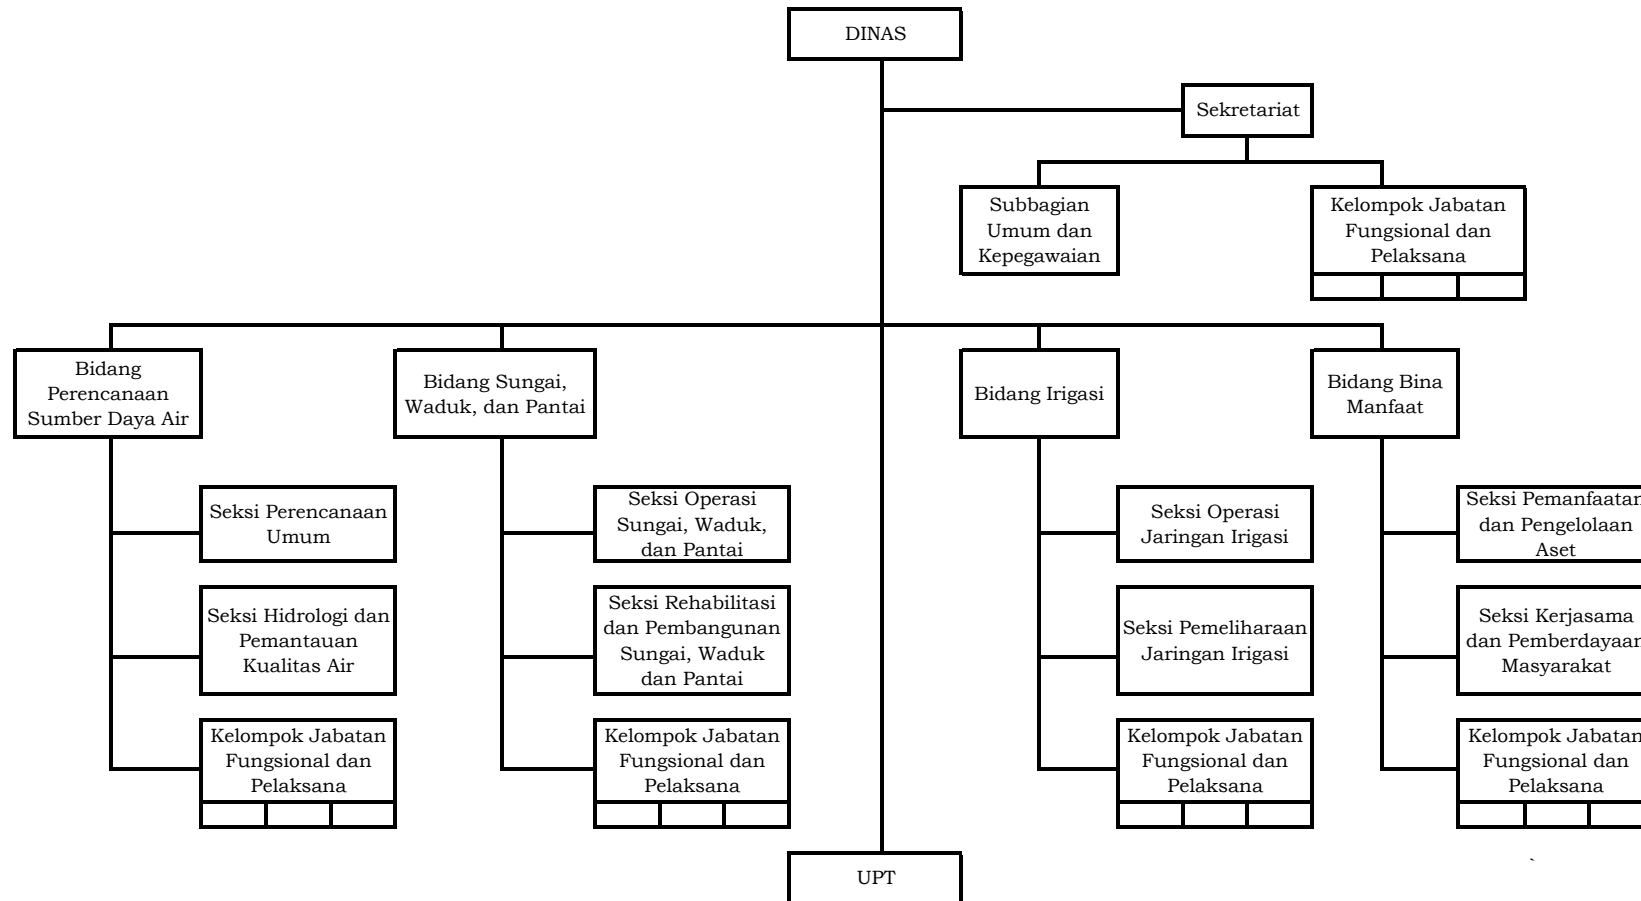 DINAS
Sekretariat
Subbagian
Umum dan
Kepegawaian
Kelompok Jabatan
Fungsional dan
Pelaksana
Bidang
Perencanaan
Sumber Daya Air
Bidang Sungai,
Waduk, dan Pantai
Bidang Irigasi
Bidang Bina
Manfaat
Seksi Perencanaan
Umum
Seksi Operasi
Sungai, Waduk,
dan Pantai
Seksi Operasi
Jaringan Irigasi
Seksi Pemanfaatan
dan Pengelolaan
Aset
Seksi Hidrologi dan
Pemantauan
Kualitas Air
Seksi Rehabilitasi
dan Pembangunan
Sungai, Waduk
dan Pantai
Seksi Pemeliharaan
Jaringan Irigasi
Seksi Kerjasama
dan Pemberdayaan
Masyarakat
Kelompok Jabatan
Fungsional dan
Pelaksana
Kelompok Jabatan
Fungsional dan
Pelaksana
Kelompok Jabatan
Fungsional dan
Pelaksana
Kelompok Jabatan
Fungsional dan
Pelaksana
`
UPT